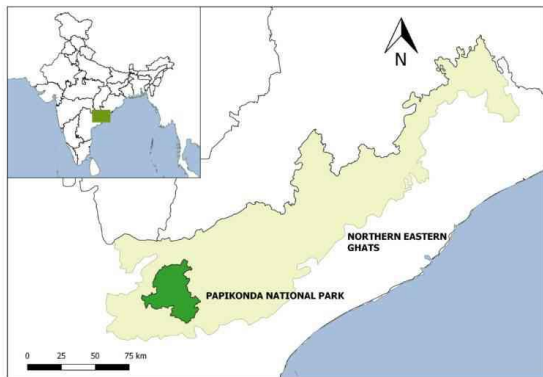 N
NORTHERN EASTERN
GHATS
PAPIKONDA NATIONAL PARK
0 25 50 75 km